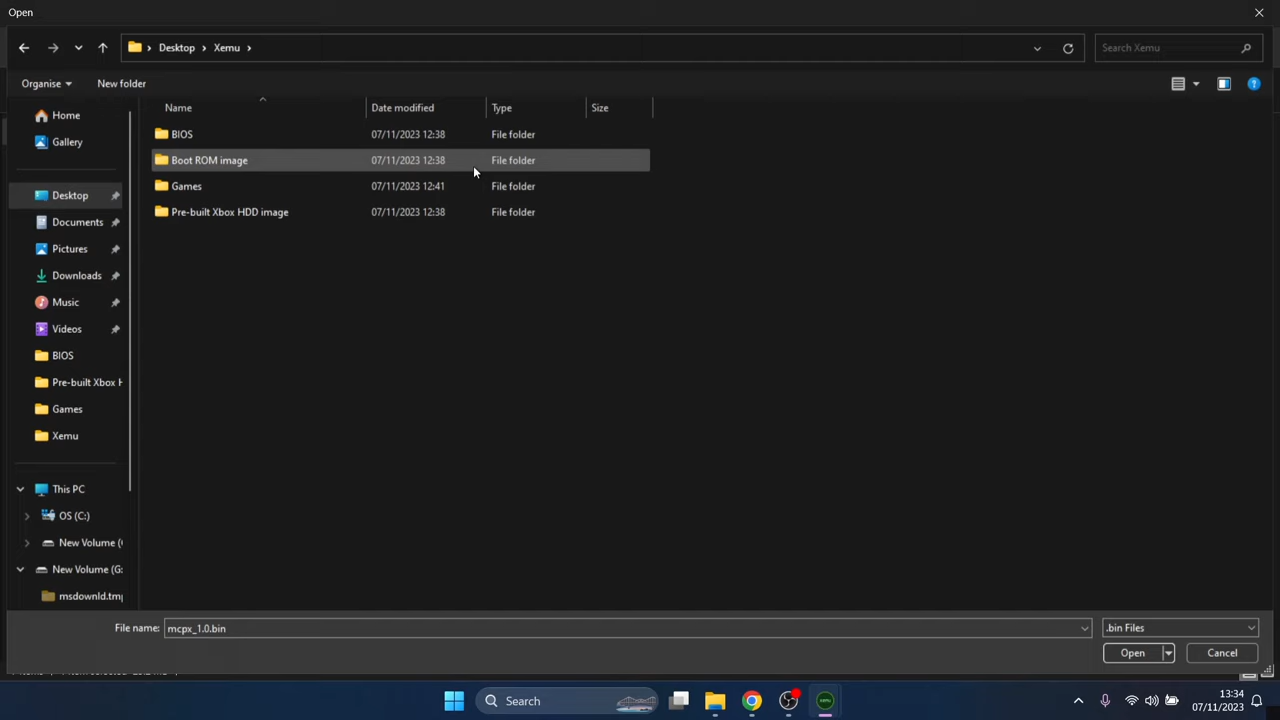 Open
Desktop > Xemu >
Search Xemu
Organise New folder
Name Date modified Type Size
BIOS 07/11/2023 12:38 File folder
Boot ROM image 07/11/2023 12:38 File folder
Games 07/11/2023 12:41 File folder
Pre-built Xbox HDD image 07/11/2023 12:38 File folder
Home
Gallery
Desktop
Documents
Pictures
Downloads
Music
Videos
BIOS
Pre-built Xbox H
Games
Xemu
This PC
OS (C:)
New Volume (
New Volume (G:
msdownld.tmp
File name: mcpx_1.0.bin .bin Files
Open Cancel
Search
13:34
07/11/2023